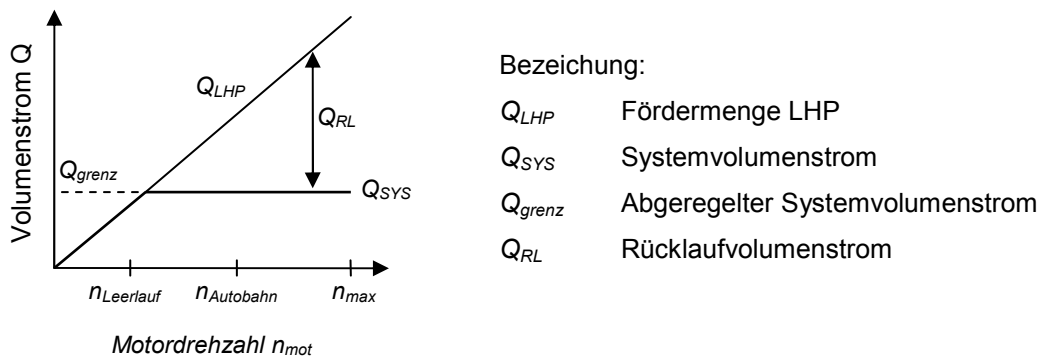 Volumenstrom Q
Q_LHP
Q_RL
Q_grenz
Q_SYS
n_Leerlauf n_Autobahn n_max
Motordrehzahl n_mot
Bezeichung:
Q_LHP Fördermenge LHP
Q_SYS Systemvolumenstrom
Q_grenz Abgeregelter Systemvolumenstrom
Q_RL Rücklaufvolumenstrom